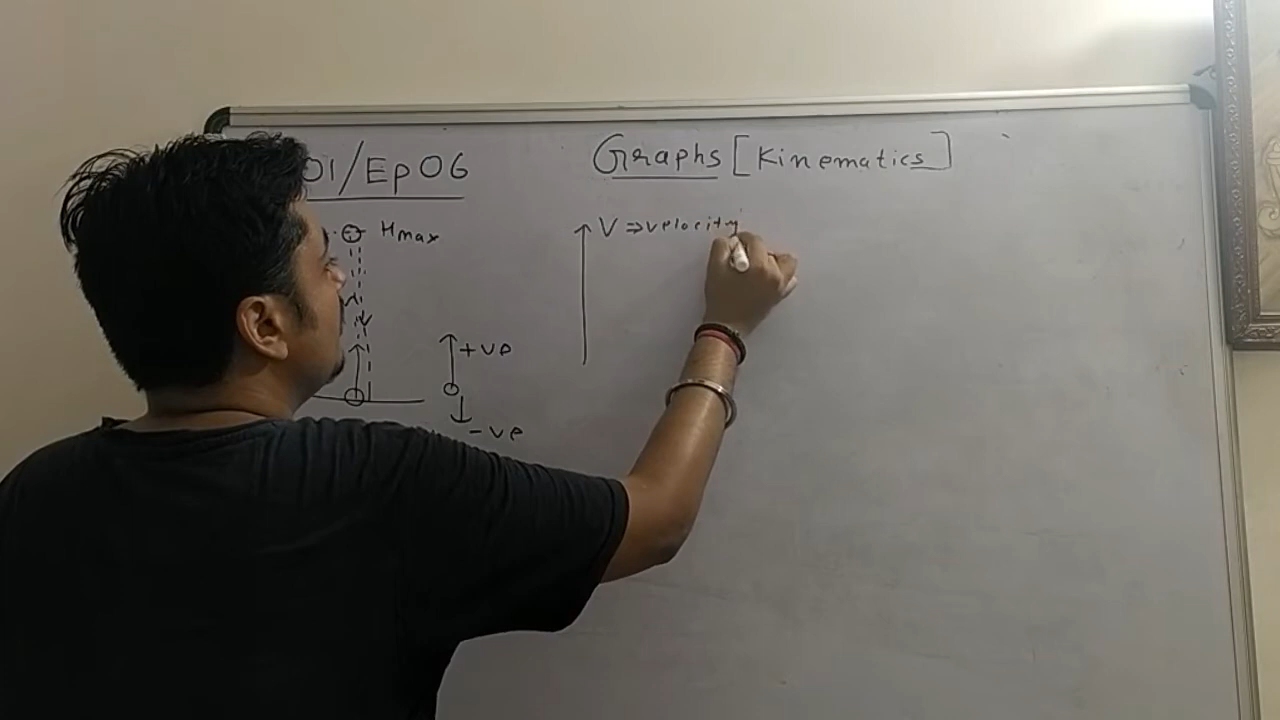 01/Ep06
Graphs [Kinematics]
Hmax
V ⇒ velocity
+ve
-ve